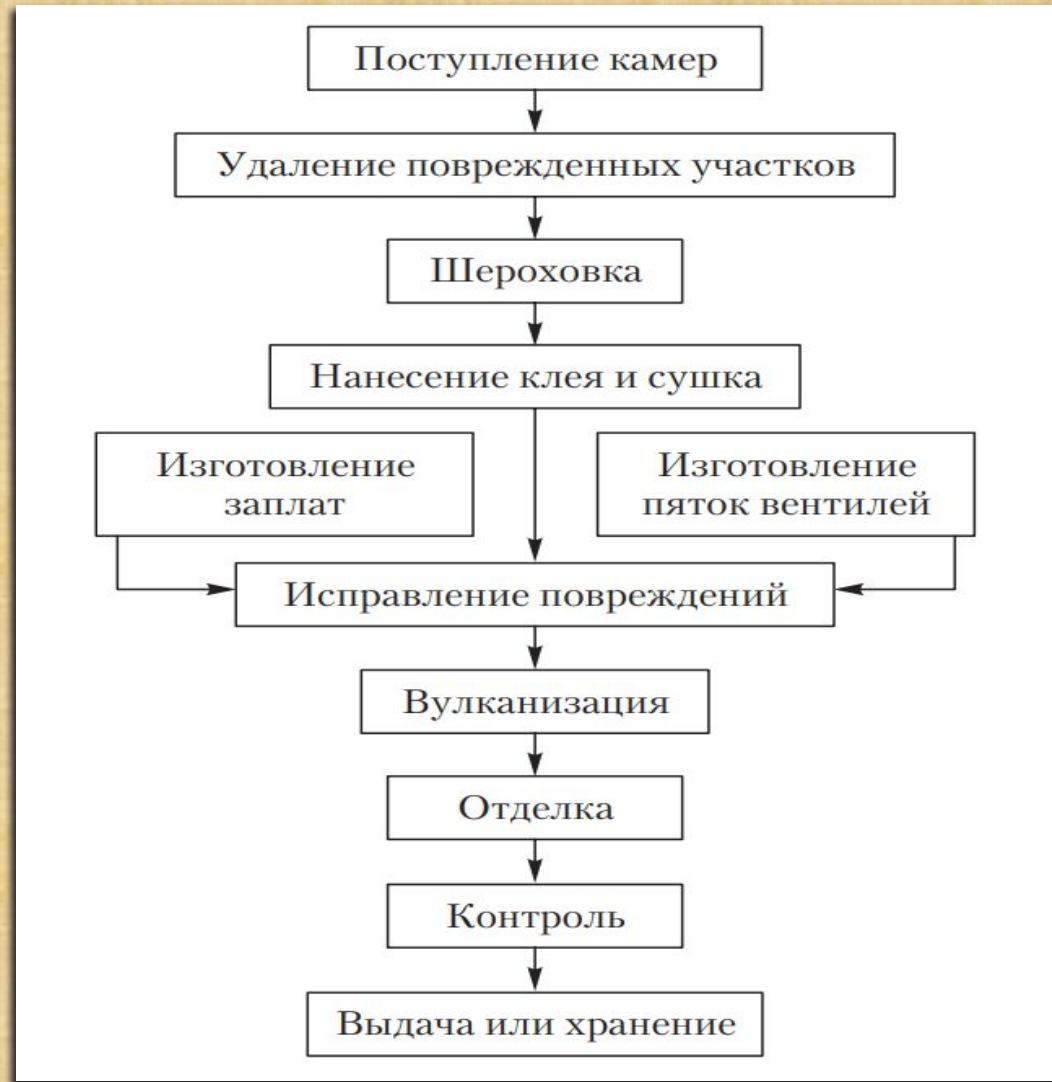 Поступление камер
Удаление поврежденных участков
Шероховка
Нанесение клея и сушка
Изготовление
заплат
Изготовление
пяток вентилей
Исправление повреждений
Вулканизация
Отделка
Контроль
Выдача или хранение